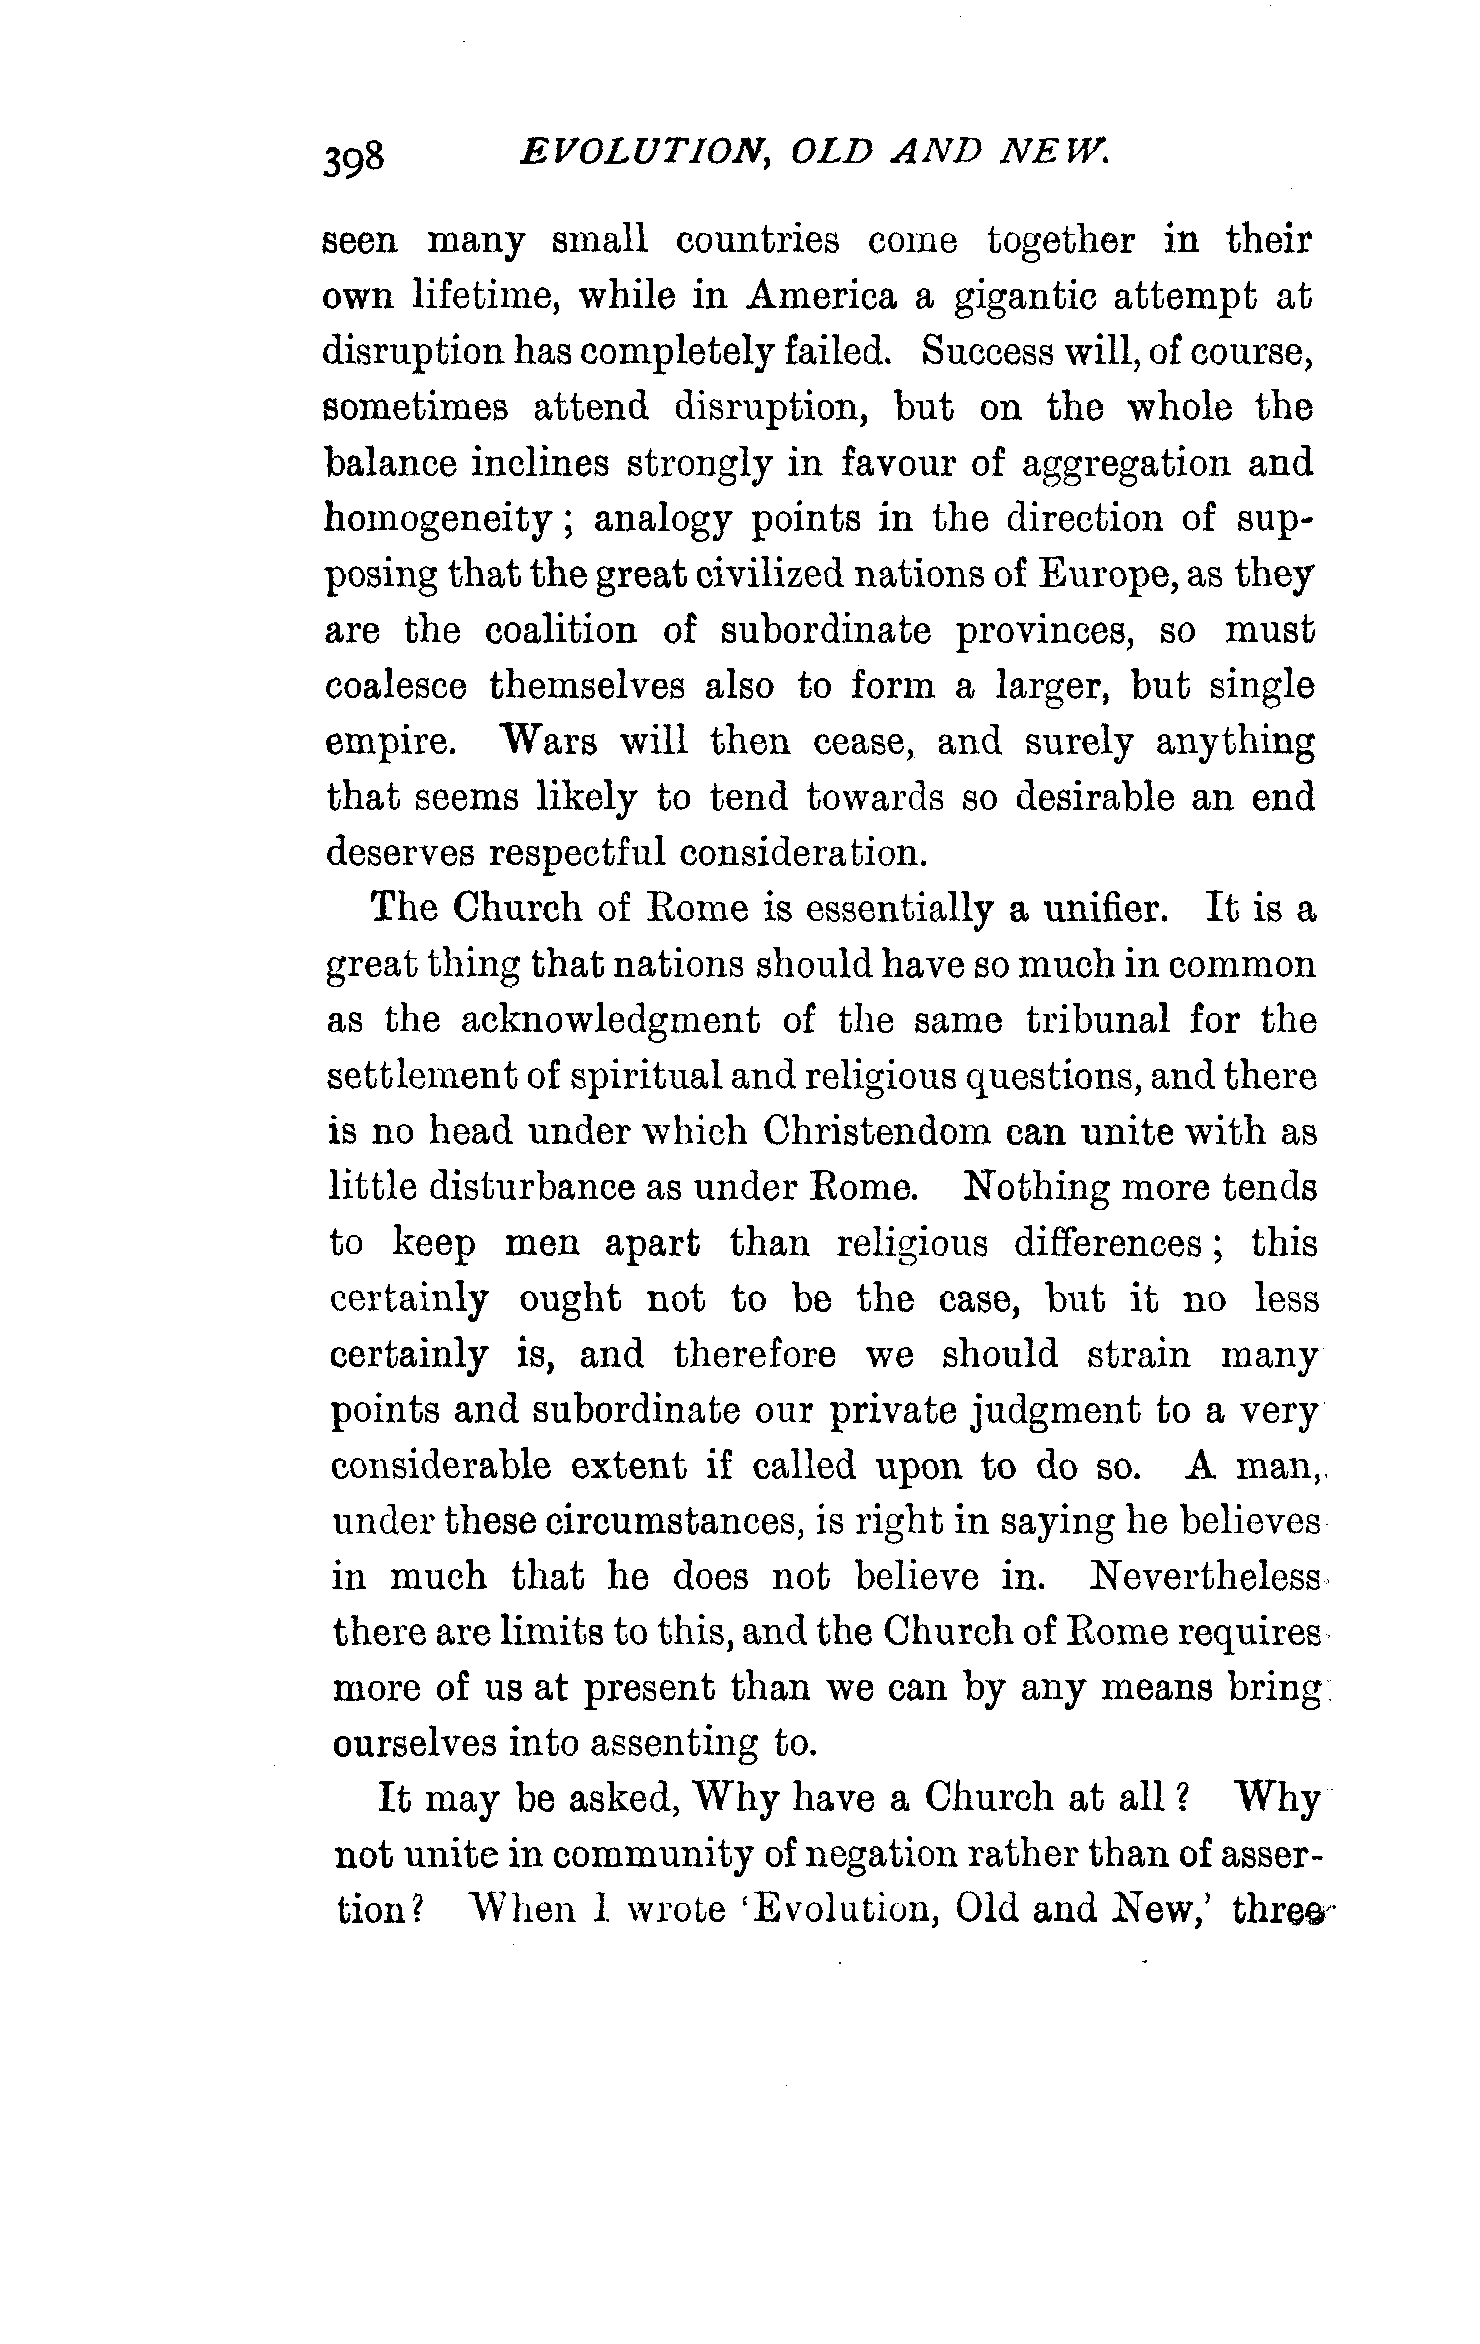 398 EVOLUTION, OLD AND NEW.
seen many small countries come together in their
own lifetime, while in America a gigantic attempt at
disruption has completely failed. Success will, of course,
sometimes attend disruption, but on the whole the
balance inclines strongly in favour of aggregation and
homogeneity ; analogy points in the direction of sup-
posing that the great civilized nations of Europe, as they
are the coalition of subordinate provinces, so must
coalesce themselves also to form a larger, but single
empire. Wars will then cease, and surely anything
that seems likely to tend towards so desirable an end
deserves respectful consideration.
The Church of Rome is essentially a unifier. It is a
great thing that nations should have so much in common
as the acknowledgment of the same tribunal for the
settlement of spiritual and religious questions, and there
is no head under which Christendom can unite with as
little disturbance as under Rome. Nothing more tends
to keep men apart than religious differences ; this
certainly ought not to be the case, but it no less
certainly is, and therefore we should strain many
points and subordinate our private judgment to a very
considerable extent if called upon to do so. A man,
under these circumstances, is right in saying he believes
in much that he does not believe in. Nevertheless
there are limits to this, and the Church of Rome requires
more of us at present than we can by any means bring
ourselves into assenting to.
It may be asked, Why have a Church at all ? Why
not unite in community of negation rather than of asser-
tion? When I wrote 'Evolution, Old and New,' three